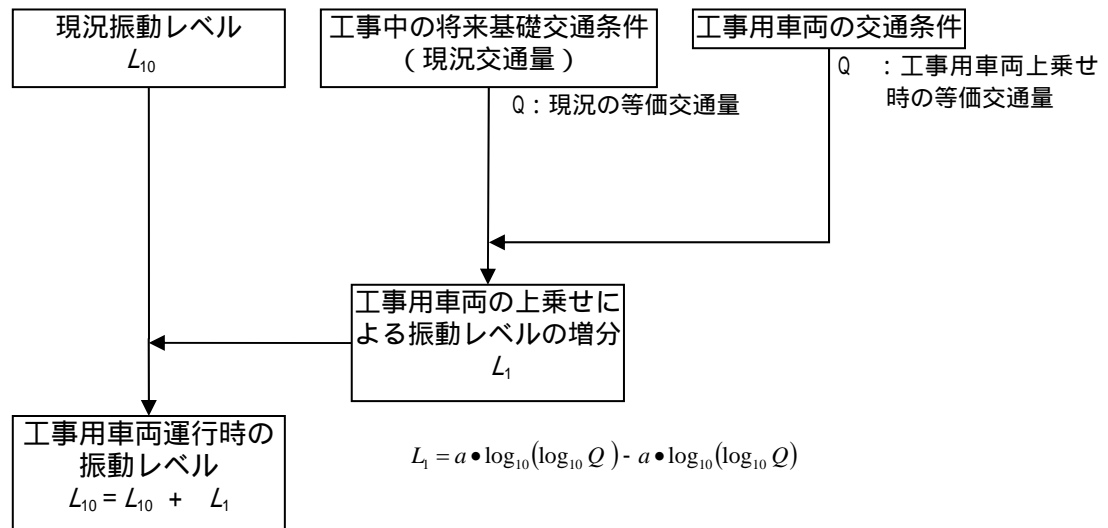 現況振動レベル
L10
工事中の将来基礎交通条件
(現況交通量)
Q:現況の等価交通量
工事用車両の交通条件
Q :工事用車両上乗せ
時の等価交通量
工事用車両の上乗せに
よる振動レベルの増分
L1
工事用車両運行時の
振動レベル
L10 = L10 + L1
L1 = a • log10(log10 Q ) - a • log10(log10 Q)